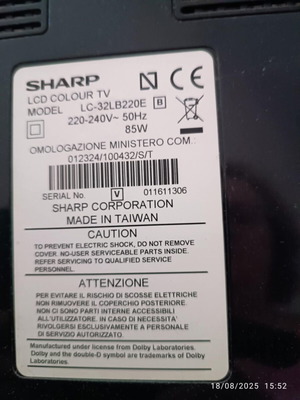 SHARP
LCD COLOUR TV
MODEL LC-32LB220E B
220-240V~ 50Hz
85W
OMOLOGAZIONE MINISTERO COM.
012324/100432/S/T
SERIAL No. V 011611306
SHARP CORPORATION
MADE IN TAIWAN
CAUTION
TO PREVENT ELECTRIC SHOCK, DO NOT REMOVE
COVER. NO-USER SERVICEABLE PARTS INSIDE.
REFER SERVICING TO QUALIFIED SERVICE
PERSONNEL.
ATTENZIONE
PER EVITARE IL RISCHIO DI SCOSSE ELETTRICHE
NON RIMUOVERE IL COPERCHIO POSTERIORE.
NON CI SONO PARTI INTERNE ACCESSIBILI
ALL'UTILIZZATORE. IN CASO DI NECESSITA'
RIVOLGERSI ESCLUSIVAMENTE A PERSONALE
DI SERVIZIO AUTORIZZATO.
Manufactured under license from Dolby Laboratories.
Dolby and the double-D symbol are trademarks of Dolby
Laboratories.
18/08/2025 15:52